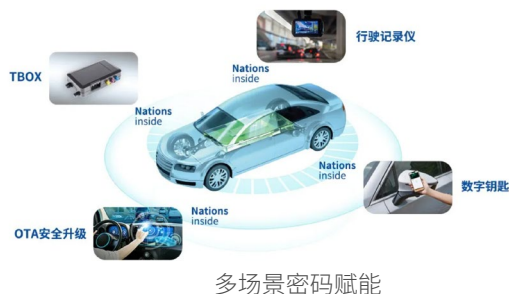 行驶记录仪
TBOX
Nations
inside
Nations
inside
Nations
inside
数字钥匙
Nations
inside
OTA安全升级
多场景密码赋能